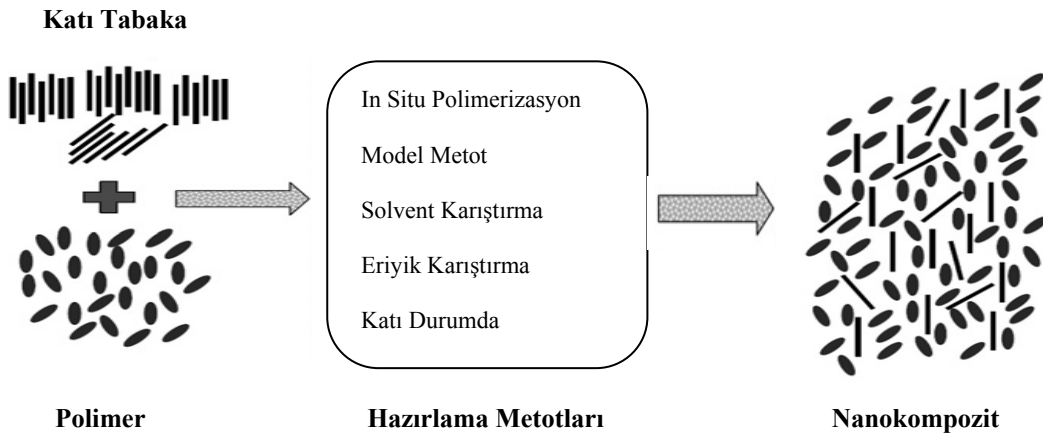 Katı Tabaka
In Situ Polimerizasyon
Model Metot
Solvent Karıştırma
Eriyik Karıştırma
Katı Durumda
Polimer
Hazırlama Metotları
Nanokompozit